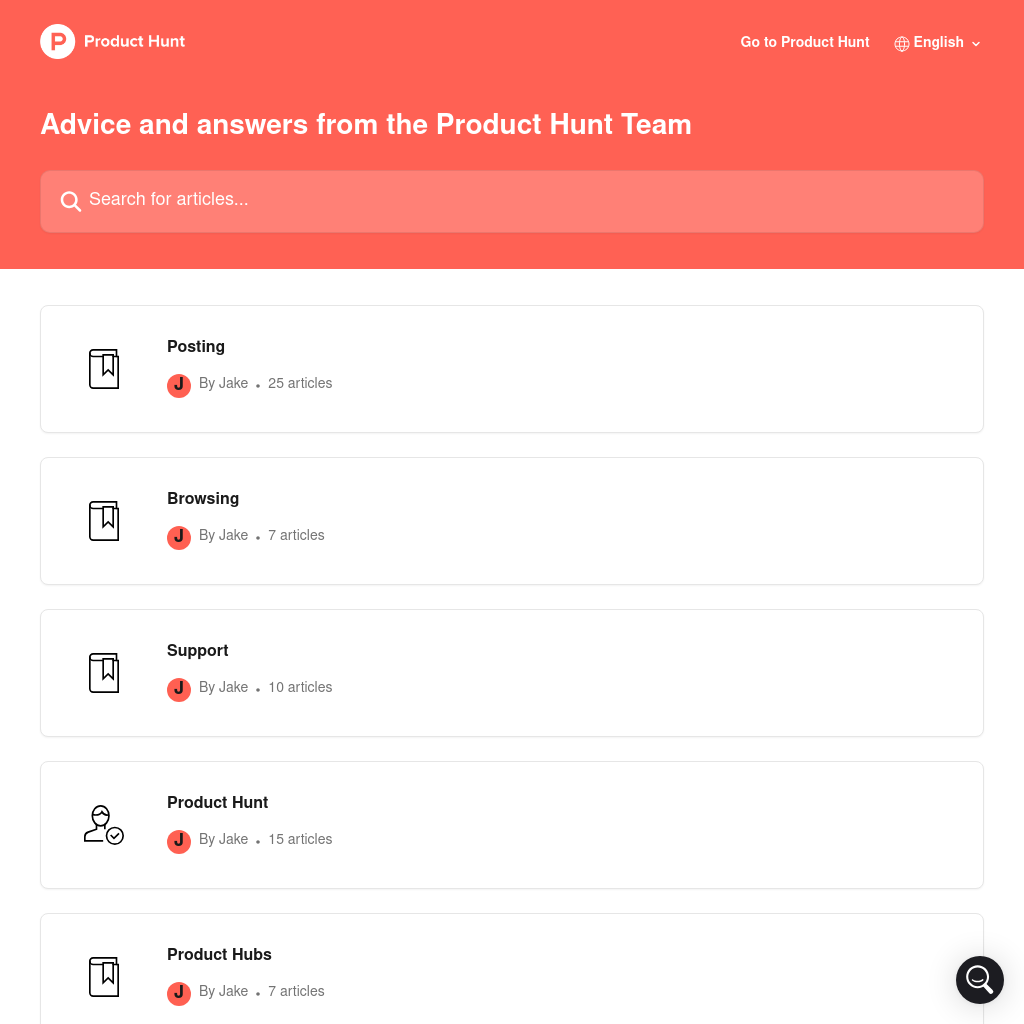 P Product Hunt
Go to Product Hunt
English
Advice and answers from the Product Hunt Team
Search for articles...
Posting
J By Jake • 25 articles
Browsing
J By Jake • 7 articles
Support
J By Jake • 10 articles
Product Hunt
J By Jake • 15 articles
Product Hubs
J By Jake • 7 articles